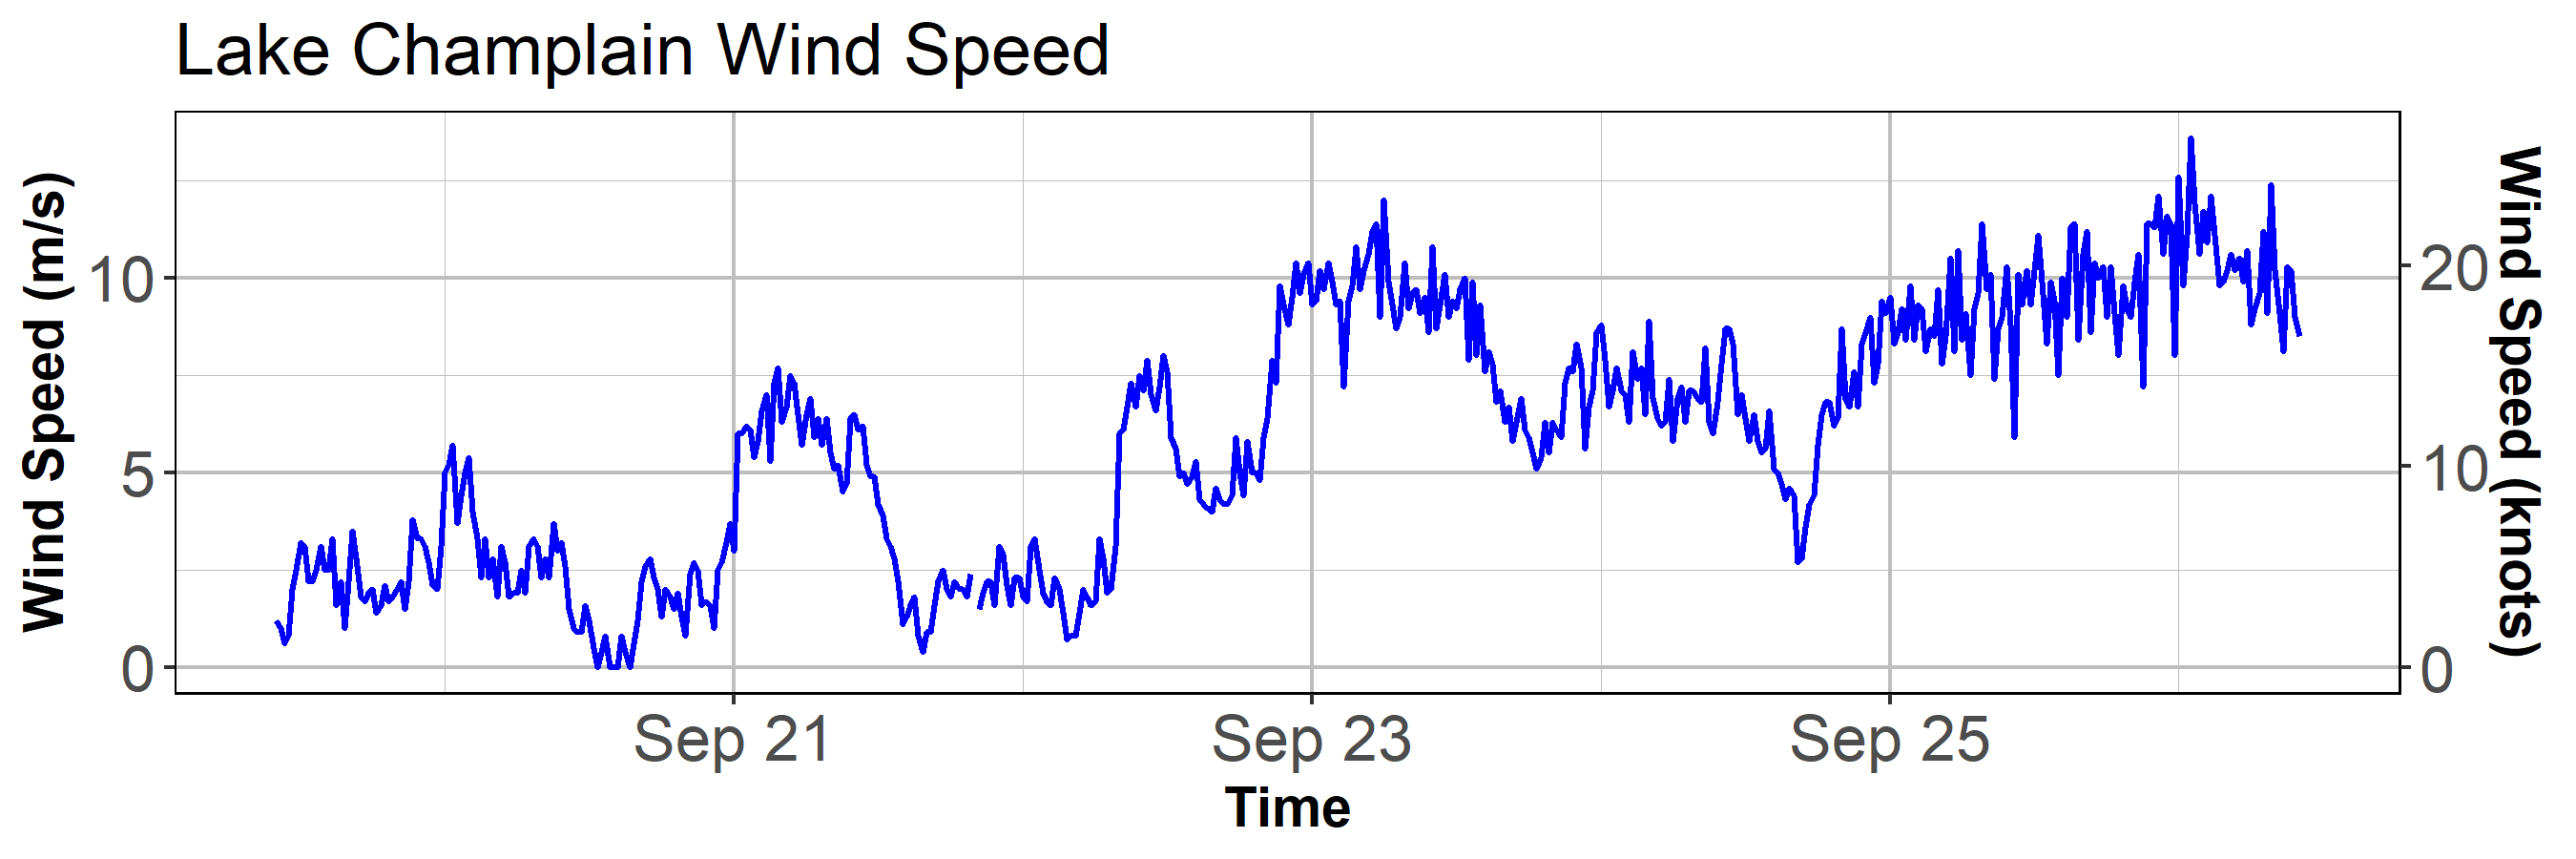 Lake Champlain Wind Speed
Wind Speed (m/s)
10
5
0
20
10
0
Wind Speed (knots)
Sep 21
Sep 23
Sep 25
Time